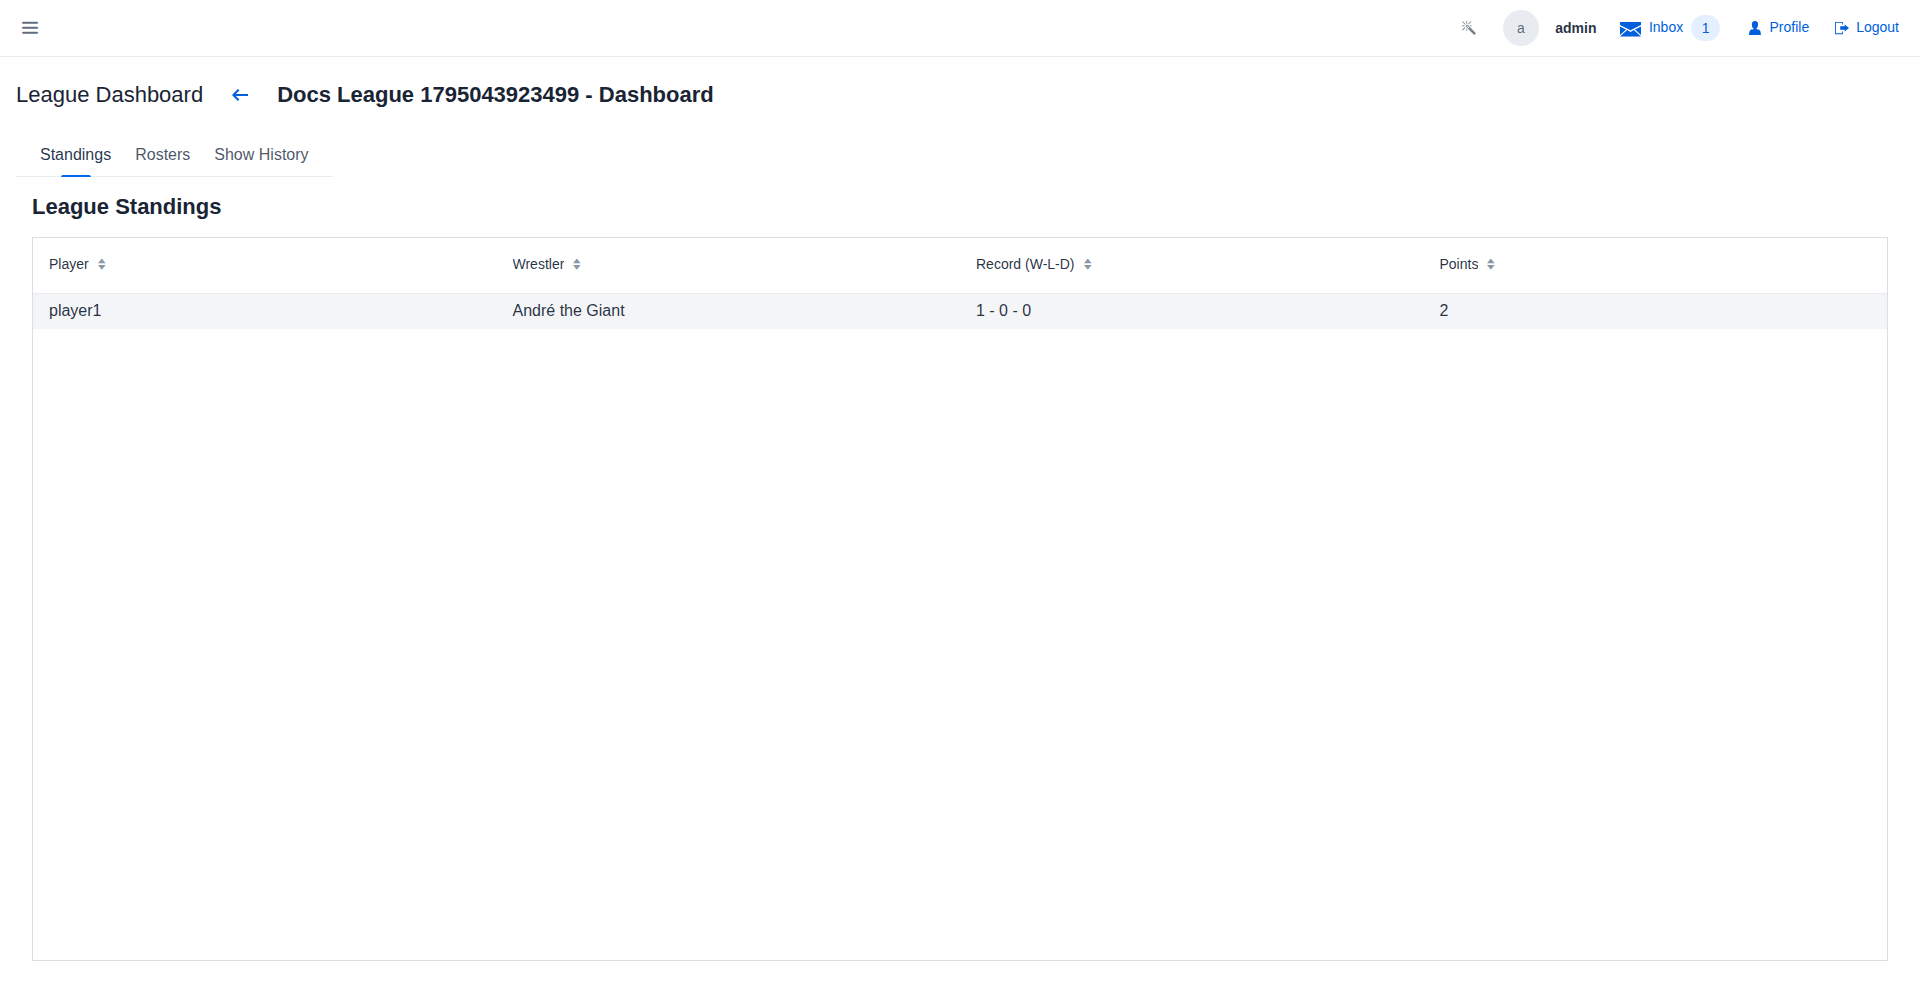 a admin Inbox 1 Profile Logout
League Dashboard Docs League 1795043923499 - Dashboard
Standings Rosters Show History
League Standings
Player Wrestler Record (W-L-D) Points
player1 André the Giant 1 - 0 - 0 2